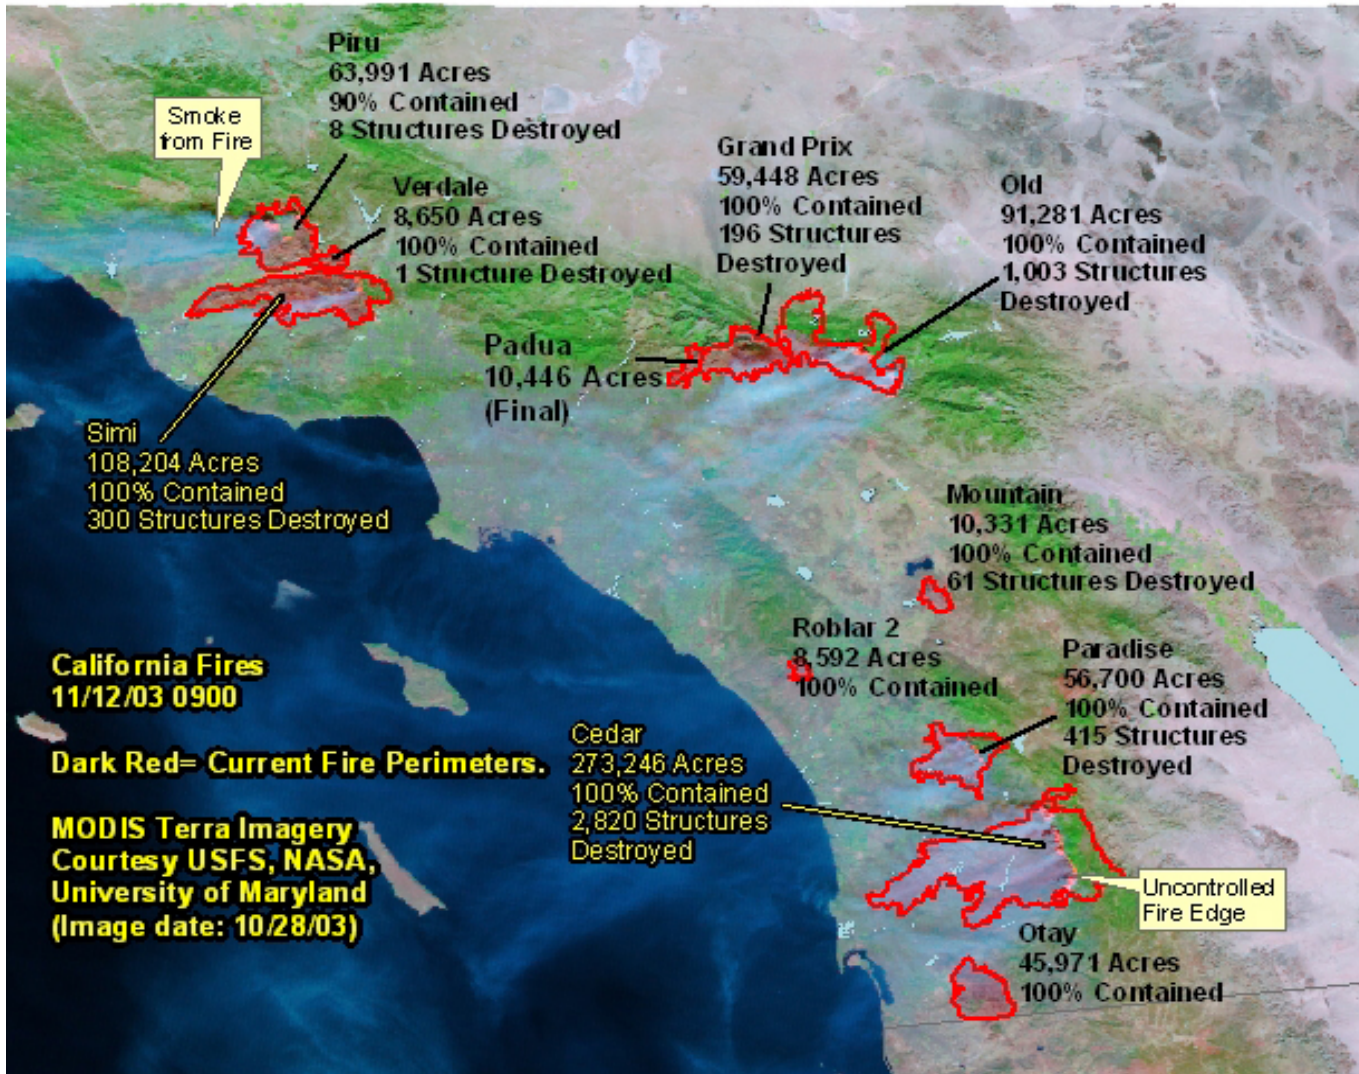 Piru
63,991 Acres
90% Contained
8 Structures Destroyed
Smoke
from Fire
Verdale
8,650 Acres
100% Contained
1 Structure Destroyed
Grand Prix
59,448 Acres
100% Contained
196 Structures
Destroyed
Old
91,281 Acres
100% Contained
1,003 Structures
Destroyed
Padua
10,446 Acres
(Final)
Simi
108,204 Acres
100% Contained
300 Structures Destroyed
Mountain
10,331 Acres
100% Contained
61 Structures Destroyed
Roblar 2
8,592 Acres
100% Contained
Paradise
56,700 Acres
100% Contained
415 Structures
Destroyed
California Fires
11/12/03 0900
Dark Red= Current Fire Perimeters.
MODIS Terra Imagery
Courtesy USFS, NASA,
University of Maryland
(Image date: 10/28/03)
Cedar
273,246 Acres
100% Contained
2,820 Structures
Destroyed
Uncontrolled
Fire Edge
Otay
45,971 Acres
100% Contained